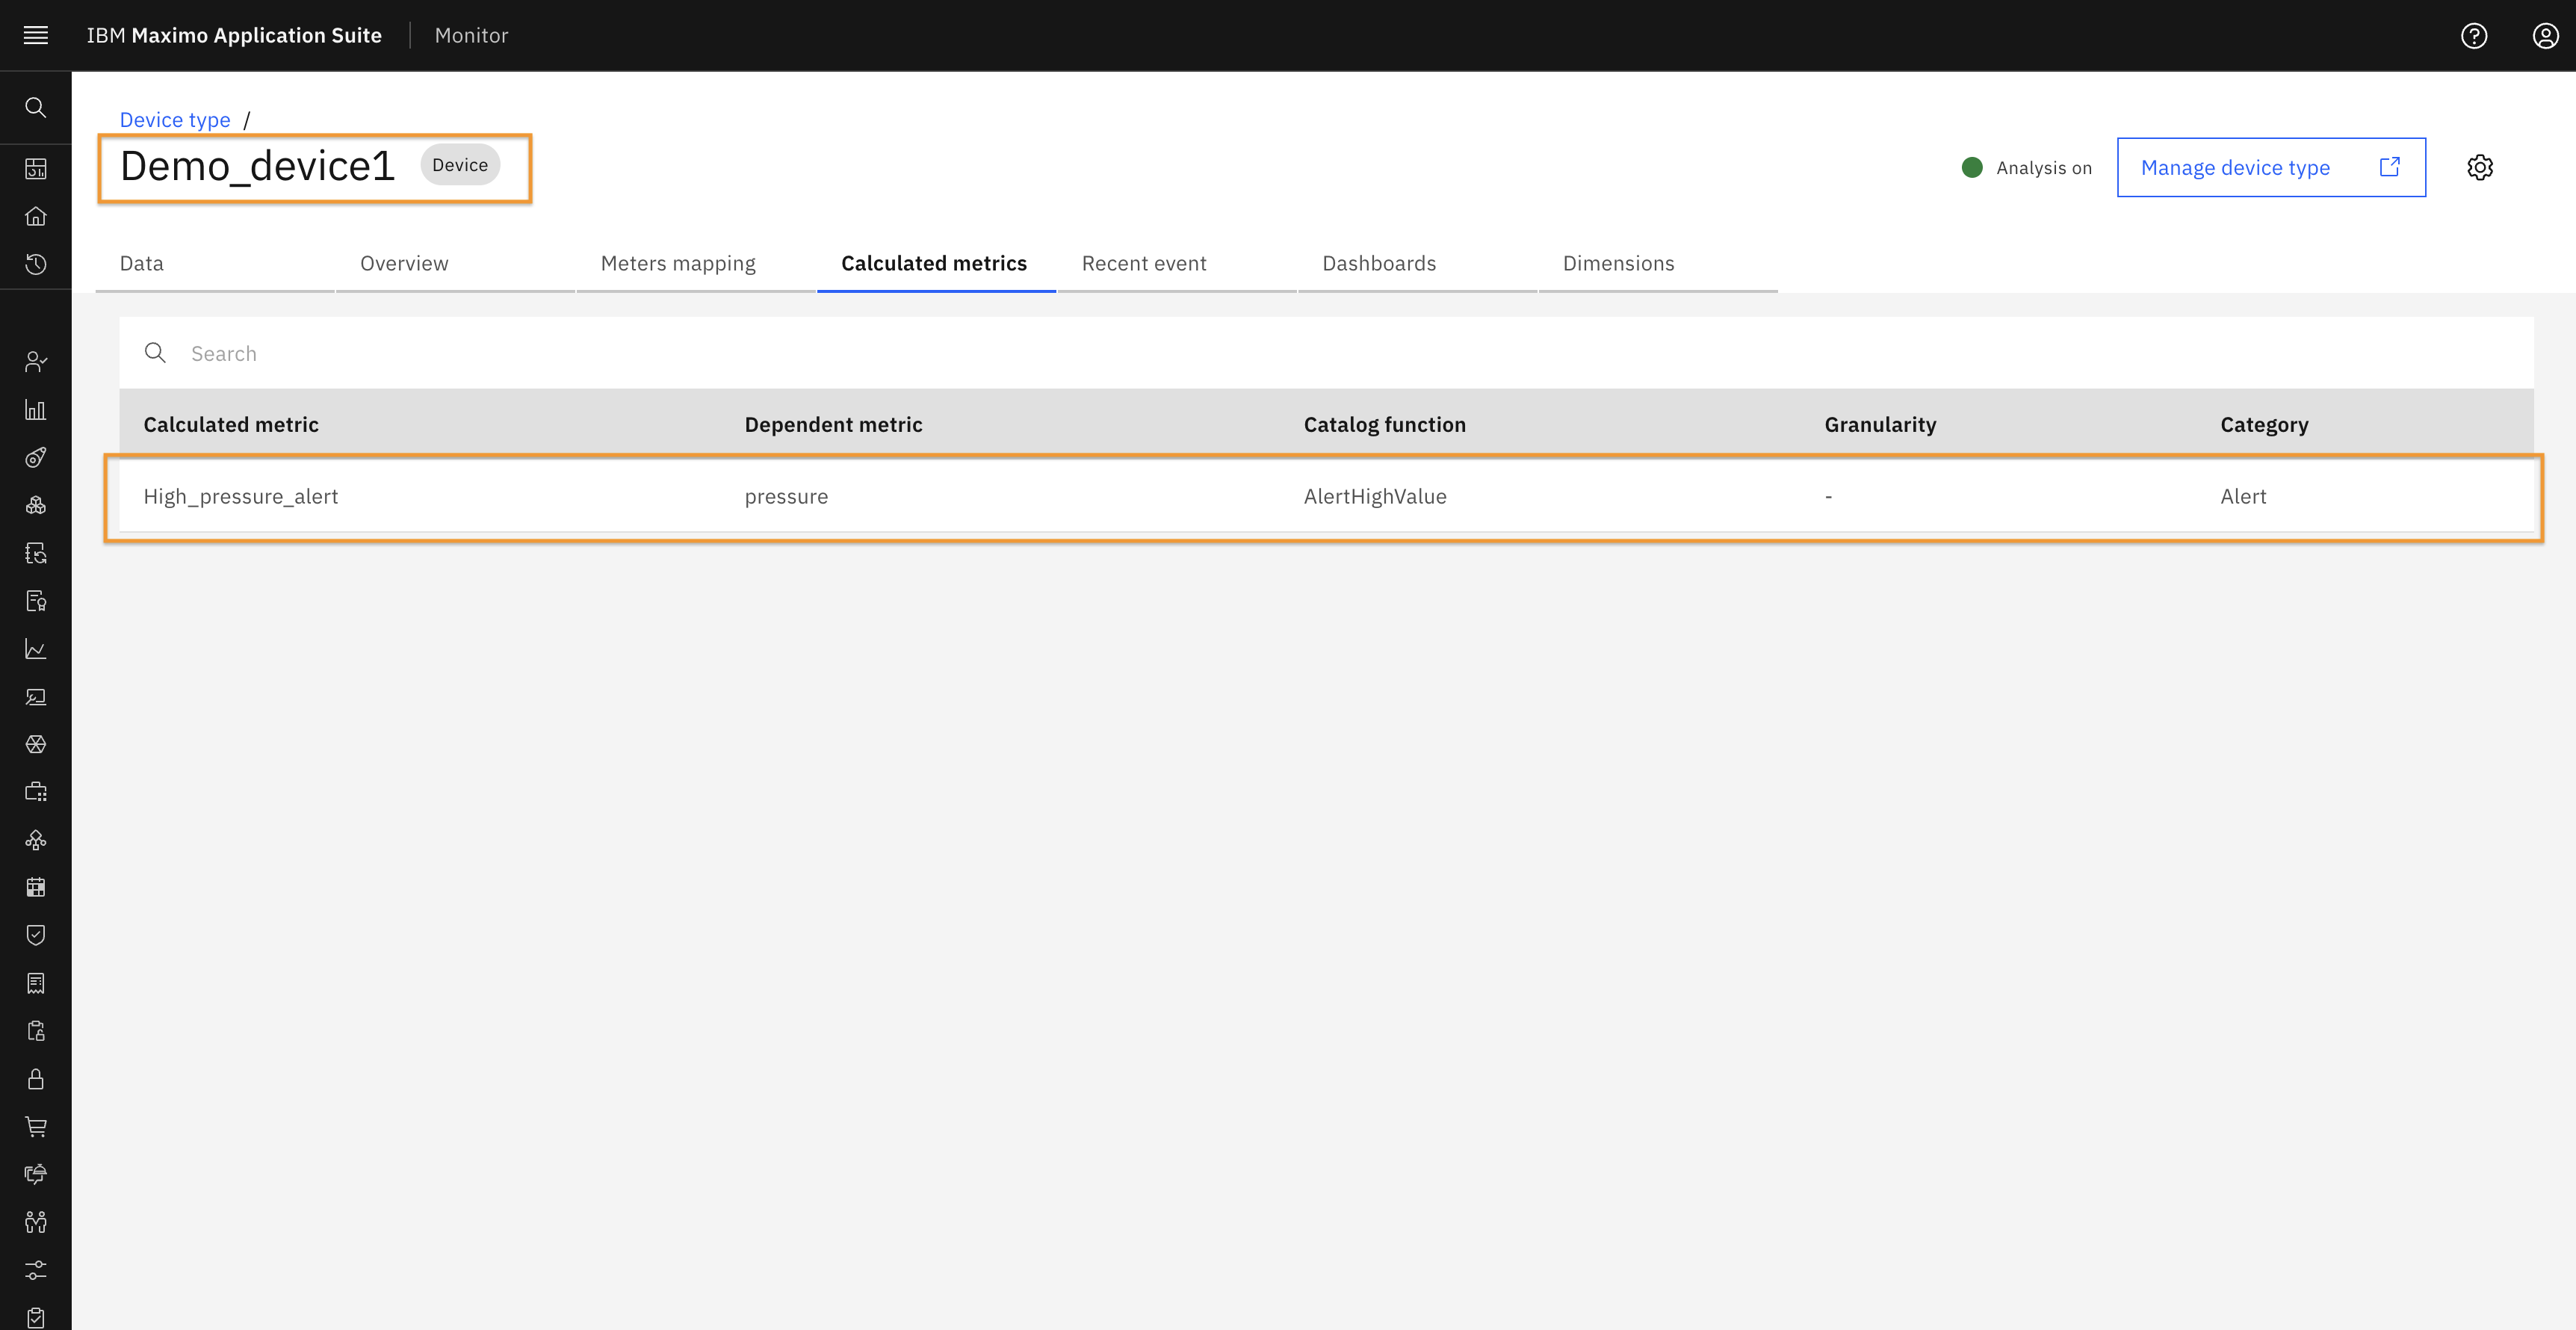 IBM Maximo Application Suite | Monitor
Device type /
Demo_device1 Device
Analysis on
Manage device type
Data Overview Meters mapping Calculated metrics Recent event Dashboards Dimensions
Search
Calculated metric Dependent metric Catalog function Granularity Category
High_pressure_alert pressure AlertHighValue - Alert